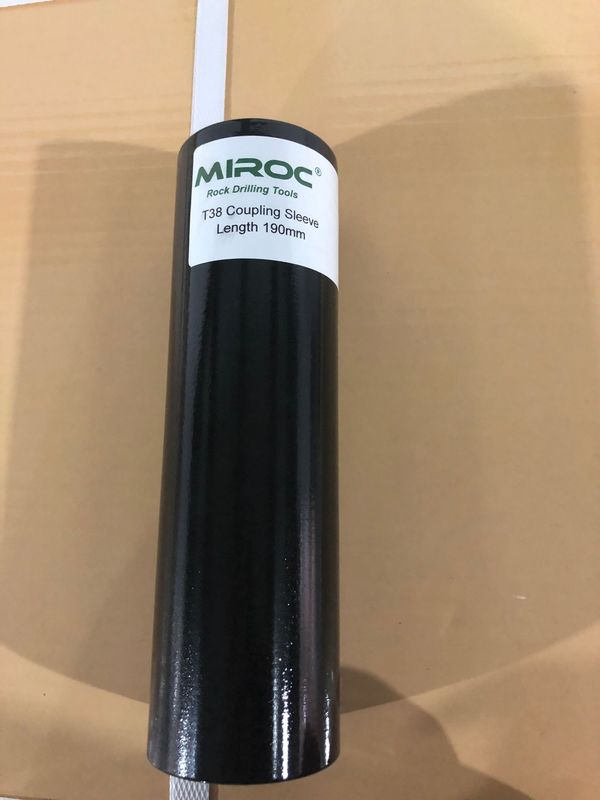 MIROC®
Rock Drilling Tools
T38 Coupling Sleeve
Length 190mm